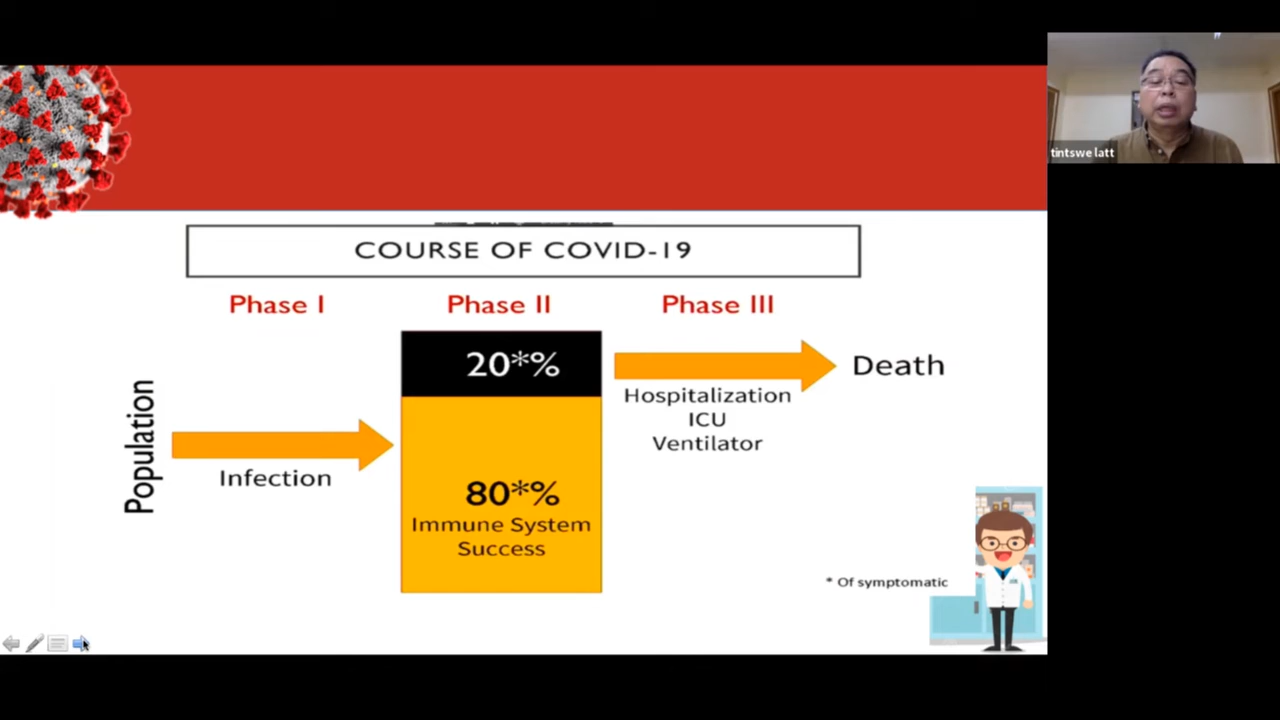 tintswe latt
COURSE OF COVID-19
Phase I
Phase II
Phase III
Population
Infection
20*%
80*%
Immune System
Success
Hospitalization
ICU
Ventilator
Death
* Of symptomatic